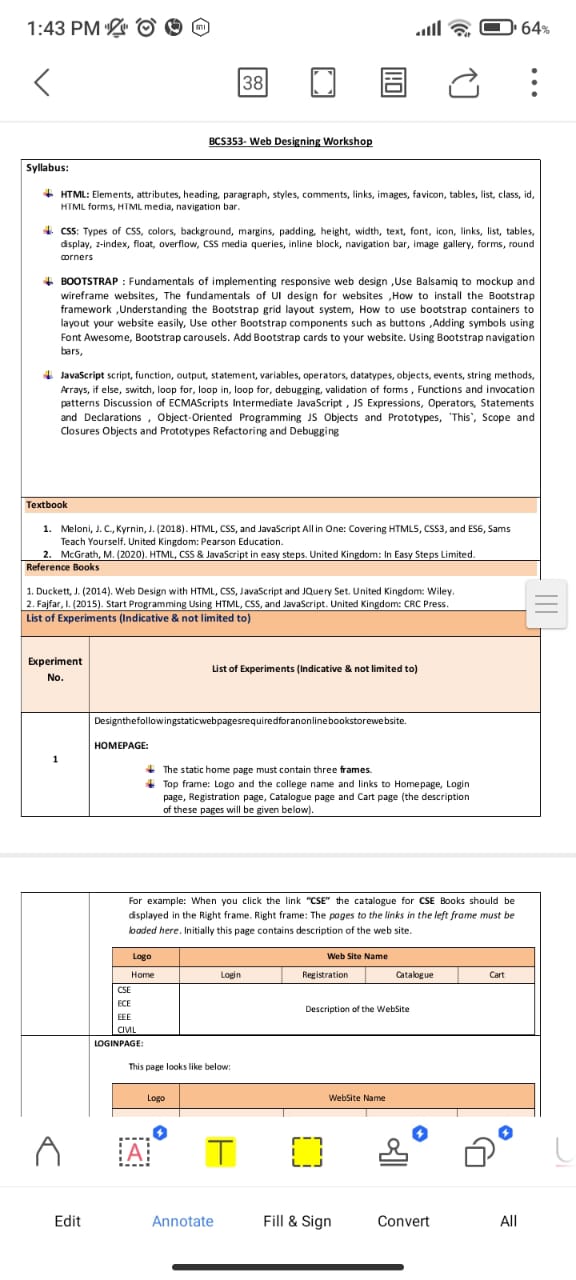 1:43 PM
64%
38
BCS353- Web Designing Workshop
Syllabus:
HTML: Elements, attributes, heading, paragraph, styles, comments, links, images, favicon, tables, list, class, id,
HTML forms, HTML media, navigation bar.
CSS: Types of CSS, colors, background, margins, padding, height, width, text, font, icon, links, list, tables,
display, z-index, float, overflow, CSS media queries, inline block, navigation bar, image gallery, forms, round
corners
BOOTSTRAP : Fundamentals of implementing responsive web design ,Use Balsamiq to mockup and
wireframe websites, The fundamentals of UI design for websites ,How to install the Bootstrap
framework ,Understanding the Bootstrap grid layout system, How to use bootstrap containers to
layout your website easily, Use other Bootstrap components such as buttons ,Adding symbols using
Font Awesome, Bootstrap carousels. Add Bootstrap cards to your website. Using Bootstrap navigation
bars,
JavaScript script, function, output, statement, variables, operators, datatypes, objects, events, string methods,
Arrays, if else, switch, loop for, loop in, loop for, debugging, validation of forms , Functions and invocation
patterns Discussion of ECMAScripts Intermediate JavaScript , JS Expressions, Operators, Statements
and Declarations , Object-Oriented Programming JS Objects and Prototypes, 'This', Scope and
Closures Objects and Prototypes Refactoring and Debugging
Textbook
1. Meloni, J. C., Kyrnin, J. (2018). HTML, CSS, and JavaScript All in One: Covering HTML5, CSS3, and ES6, Sams
Teach Yourself. United Kingdom: Pearson Education.
2. McGrath, M. (2020). HTML, CSS & JavaScript in easy steps. United Kingdom: In Easy Steps Limited.
Reference Books
1. Duckett, J. (2014). Web Design with HTML, CSS, JavaScript and JQuery Set. United Kingdom: Wiley.
2. Fajfar, I. (2015). Start Programming Using HTML, CSS, and JavaScript. United Kingdom: CRC Press.
List of Experiments (Indicative & not limited to)
Experiment
No.
List of Experiments (Indicative & not limited to)
Designthefollowingstaticwebpagesrequiredforanonlinebookstorewebsite.
HOMEPAGE:
1
The static home page must contain three frames.
Top frame: Logo and the college name and links to Homepage, Login
page, Registration page, Catalogue page and Cart page (the description
of these pages will be given below).
For example: When you click the link "CSE" the catalogue for CSE Books should be
displayed in the Right frame. Right frame: The pages to the links in the left frame must be
loaded here. Initially this page contains description of the web site.
Logo Web Site Name
Home Login Registration Catalogue Cart
CSE
ECE
Description of the WebSite
EEE
CIVIL
LOGINPAGE:
This page looks like below:
Logo WebSite Name
A T
Edit Annotate Fill & Sign Convert All